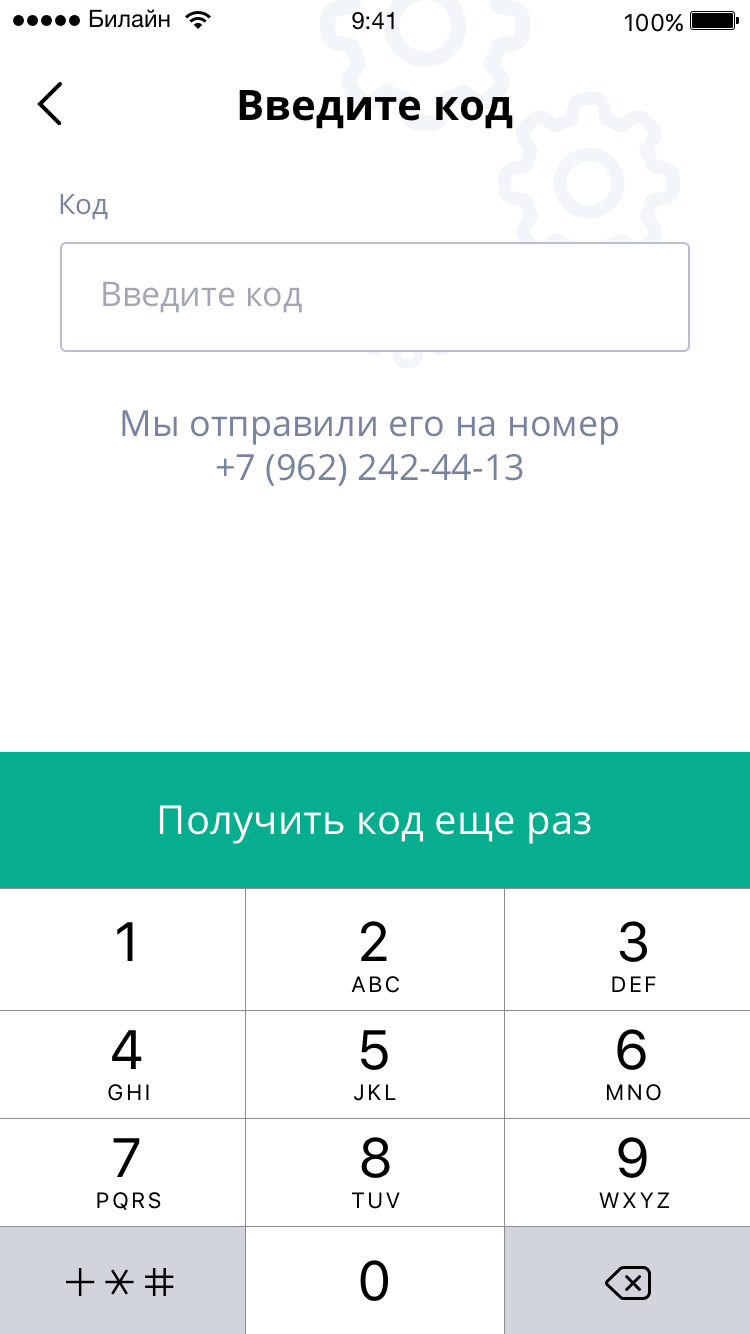 Билайн 9:41 100%
Введите код
Код
Введите код
Мы отправили его на номер
+7 (962) 242-44-13
Получить код еще раз
1 2 3
ABC DEF
4 5 6
GHI JKL MNO
7 8 9
PQRS TUV WXYZ
+ * # 0